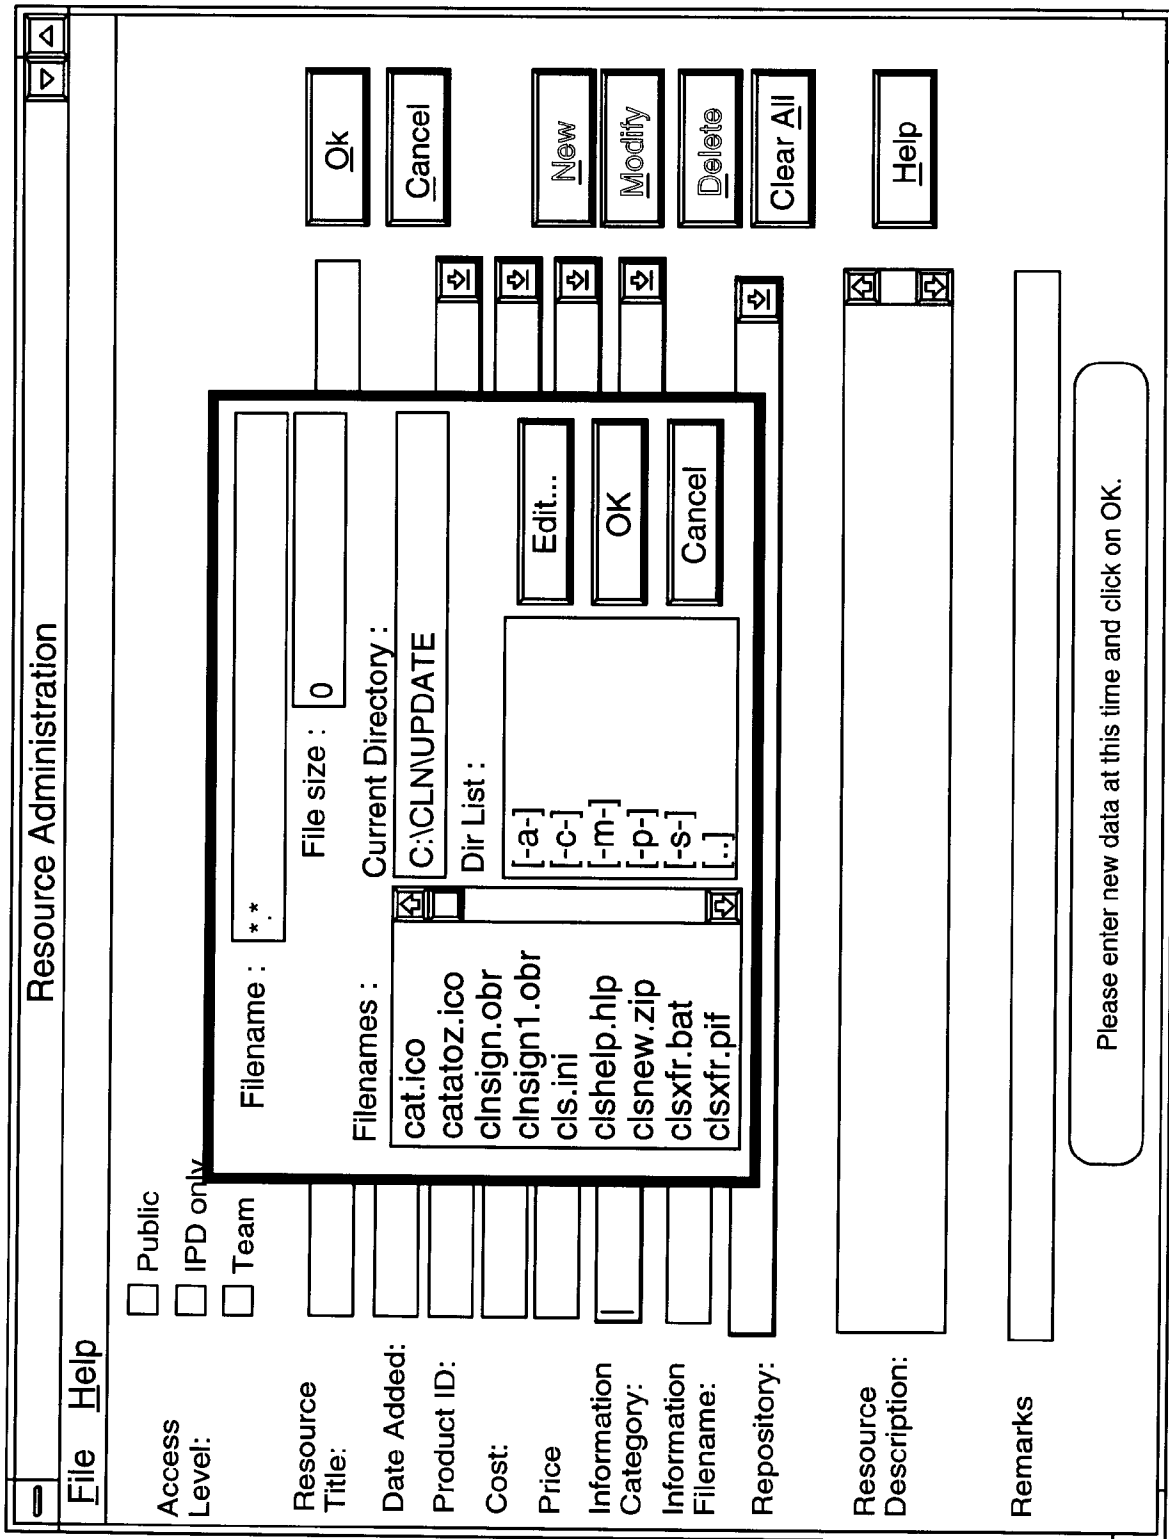 Resource Administration
File Help
Access
Level:
Public
IPD only
Team
Resource
Title:
Date Added:
Product ID:
Cost:
Price
Information
Category:
Information
Filename:
Repository:
Resource
Description:
Remarks
Filename :
*.*
File size :
0
Filenames :
cat.ico
catatoz.ico
clnsign.obr
clnsign1.obr
cls.ini
clshelp.hlp
clsnew.zip
clsxfr.bat
clsxfr.pif
Current Directory :
C:\CLN\UPDATE
Dir List :
[-a-]
[-c-]
[-m-]
[-p-]
[-s-]
[..]
Edit...
OK
Cancel
Ok
Cancel
New
Modify
Delete
Clear All
Help
Please enter new data at this time and click on OK.